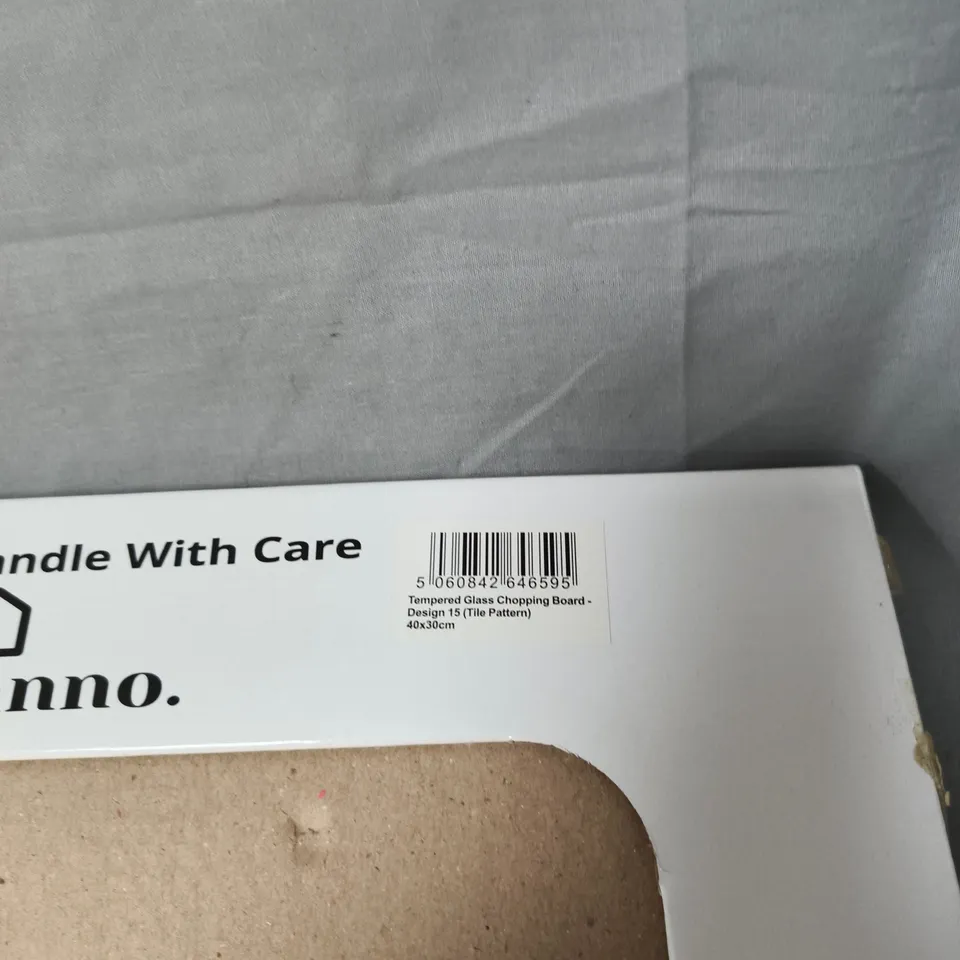 andle With Care
nno.
5 060842 646595
Tempered Glass Chopping Board -
Design 15 (Tile Pattern)
40x30cm